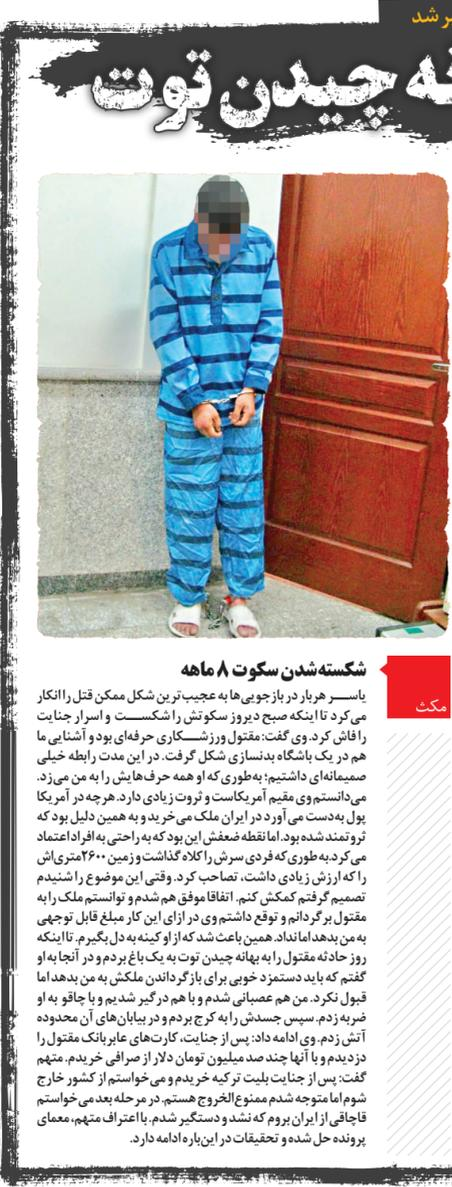 ر شد
نه چیدن توت
شکسته‌شدن سکوت ۸ ماهه
مکث
یاســر هربار در بازجویی‌ها به عجیب‌ترین شکل ممکن قتل را انکار
می‌کرد تا اینکه صبح دیروز سکوتش را شکســت و اسرار جنایت
را فاش کرد. وی گفت: مقتول ورزشــکاری حرفه‌ای بود و آشنایی ما
هم در یک باشگاه بدنسازی شکل گرفت. در این مدت رابطه خیلی
صمیمانه‌ای داشتیم؛ به‌طوری‌که او همه حرف‌هایش را به من می‌زد.
می‌دانستم وی مقیم آمریکاست و ثروت زیادی دارد. هرچه در آمریکا
پول به‌دست می‌آورد در ایران ملک می‌خرید و به همین دلیل بود که
ثروتمند شده بود. اما نقطه ضعفش این بود که به راحتی به افراد اعتماد
می‌کرد.به‌طوری‌که فردی سرش را کلاه گذاشت و زمین ۲۶۰۰متری‌اش
را که ارزش زیادی داشت، تصاحب کرد. وقتی این موضوع را شنیدم
تصمیم گرفتم کمکش کنم. اتفاقا موفق هم شدم و توانستم ملک را به
مقتول برگردانم و توقع داشتم وی در ازای این کار مبلغ قابل توجهی
به من بدهد اما نداد. همین باعث شد که از او کینه به دل بگیرم. تا اینکه
روز حادثه مقتول را به بهانه چیدن توت به یک باغ بردم و در آنجا به او
گفتم که باید دستمزد خوبی برای بازگرداندن ملکش به من بدهد اما
قبول نکرد. من هم عصبانی شدم و با هم درگیر شدیم و با چاقو به او
ضربه زدم. سپس جسدش را به کرج بردم و در بیابان‌های آن محدوده
آتش زدم. وی ادامه داد: پس از جنایت، کارت‌های عابربانک مقتول را
دزدیدم و با آنها چند صد میلیون تومان دلار از صرافی خریدم. متهم
گفت: پس از جنایت بلیت ترکیه خریدم و می‌خواستم از کشور خارج
شوم اما متوجه شدم ممنوع‌الخروج هستم. در مرحله بعد می‌خواستم
قاچاقی از ایران بروم که نشد و دستگیر شدم. با اعتراف متهم، معمای
پرونده حل شده و تحقیقات در این‌باره ادامه دارد.